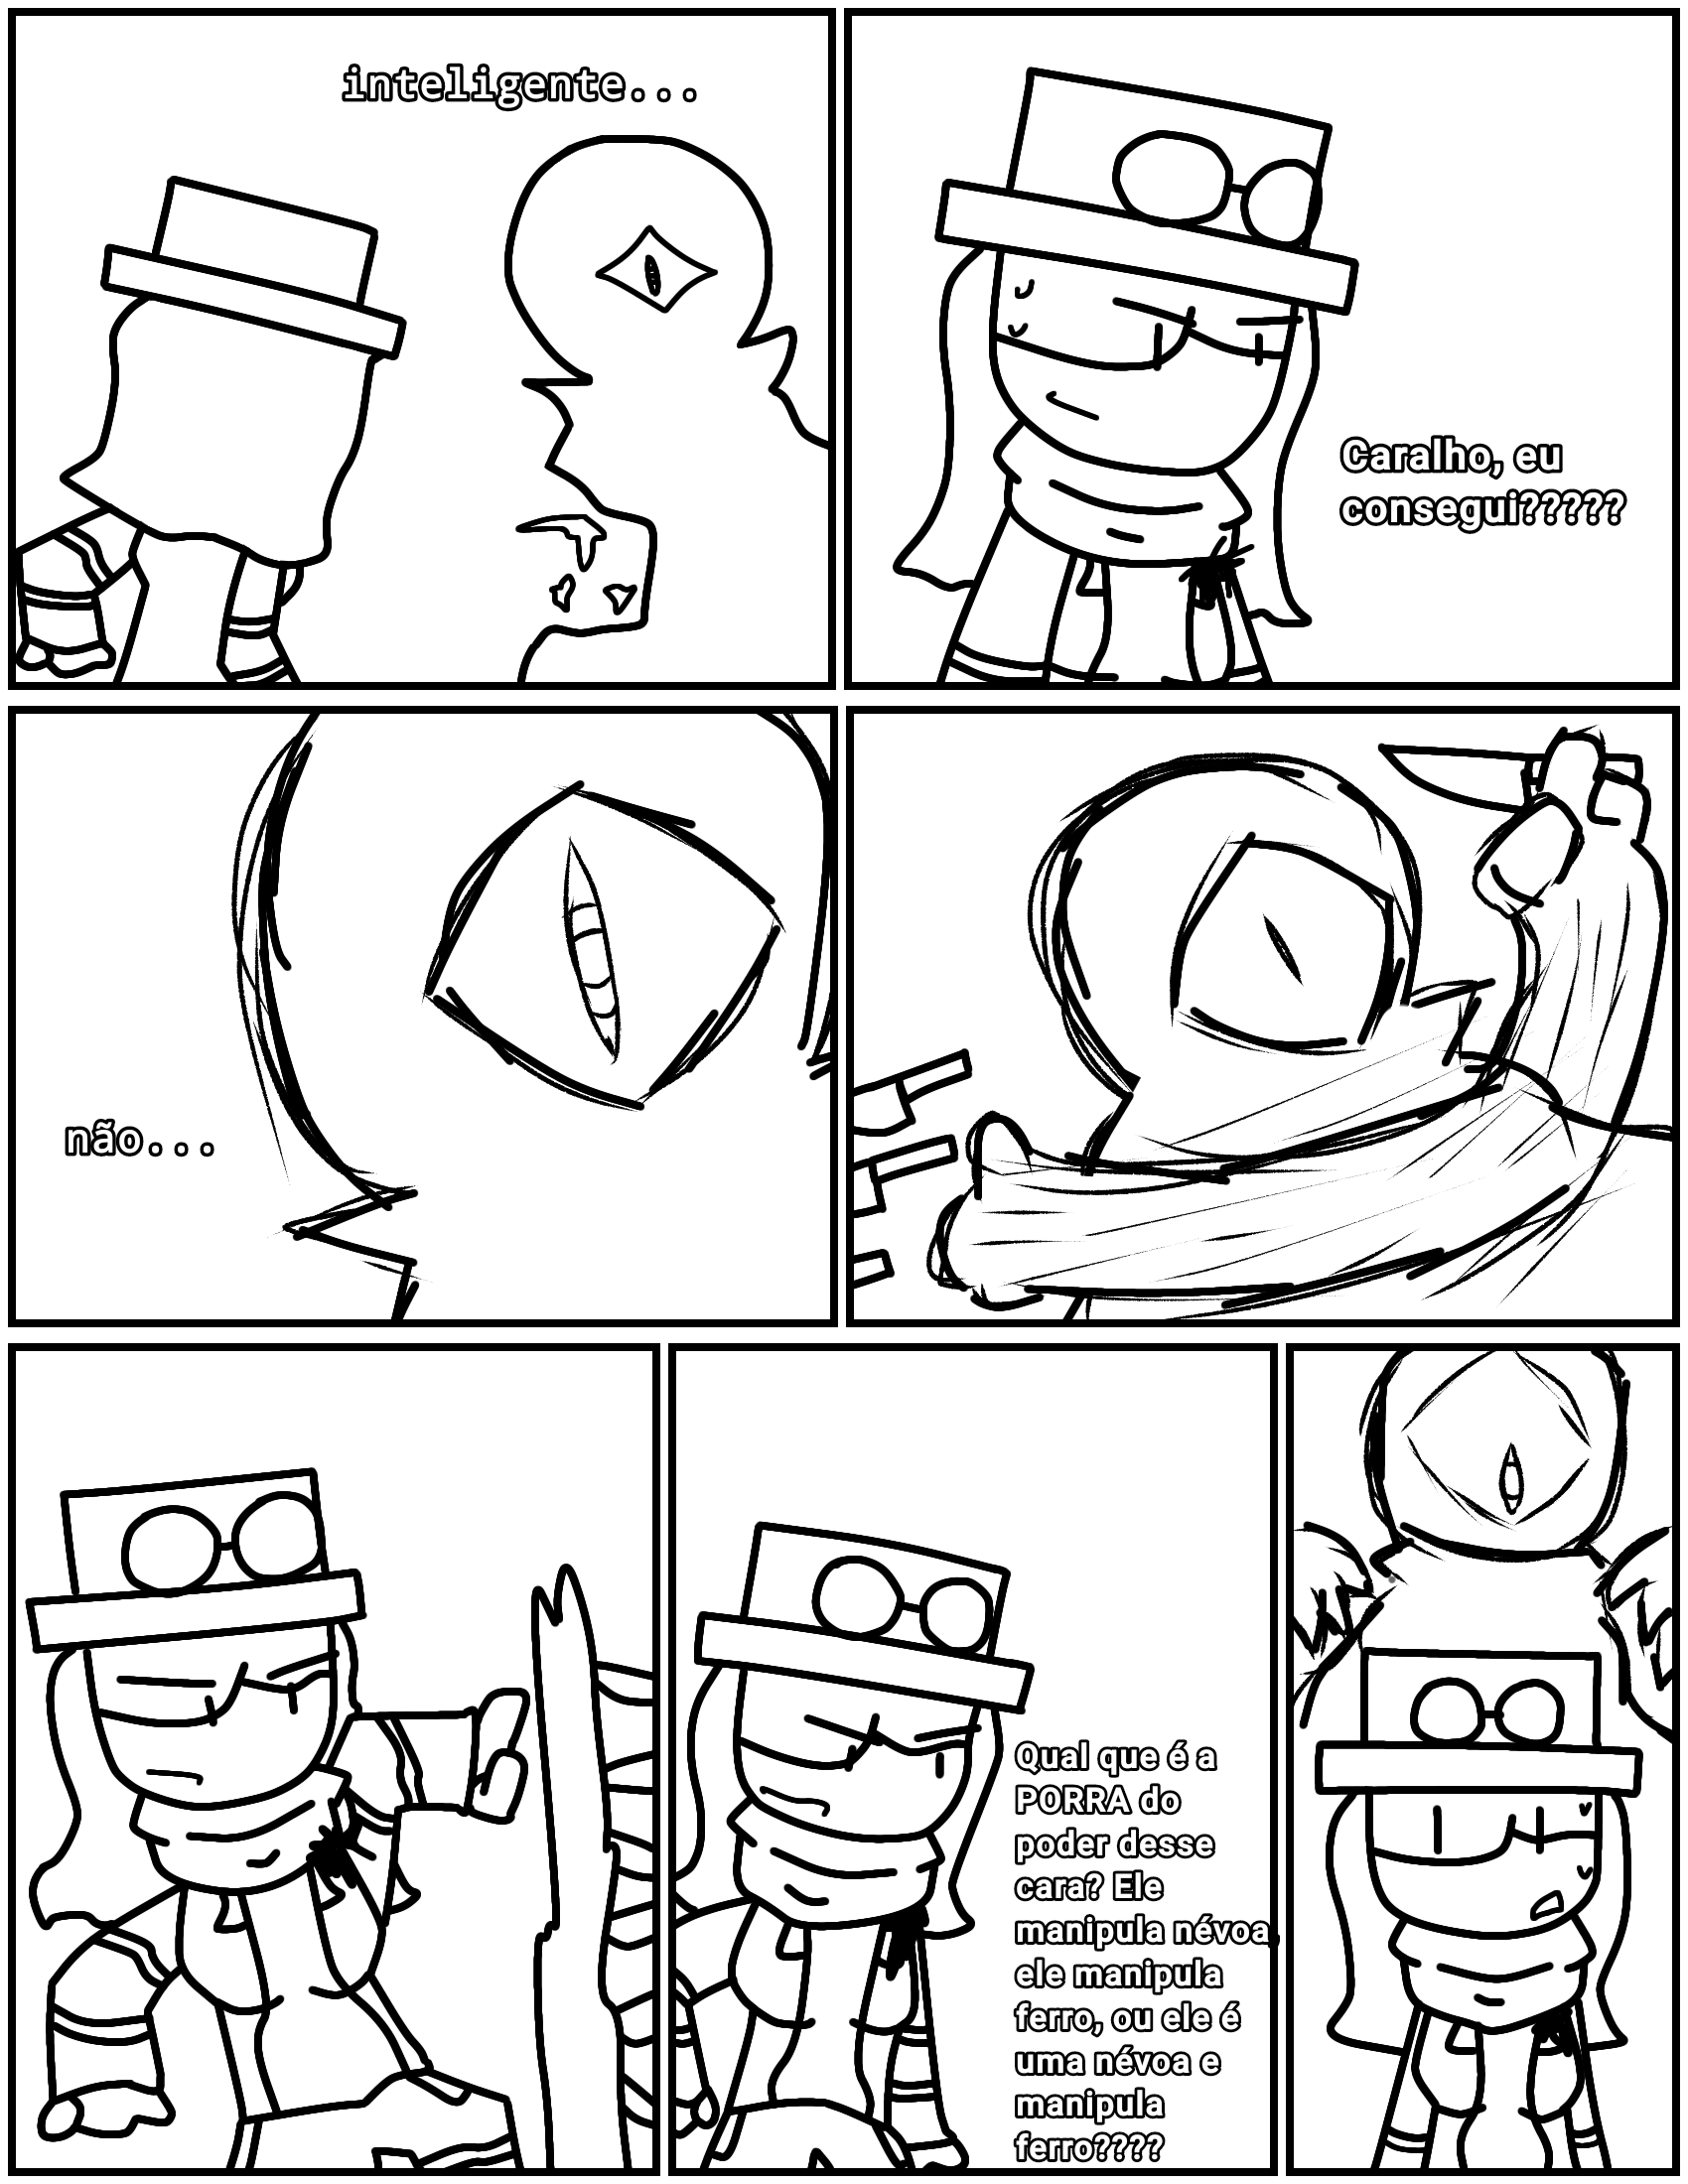 inteligente...
Caralho, eu
consegui?????
não...
Qual que é a
PORRA do
poder desse
cara? Ele
manipula névoa,
ele manipula
ferro, ou ele é
uma névoa e
manipula
ferro????